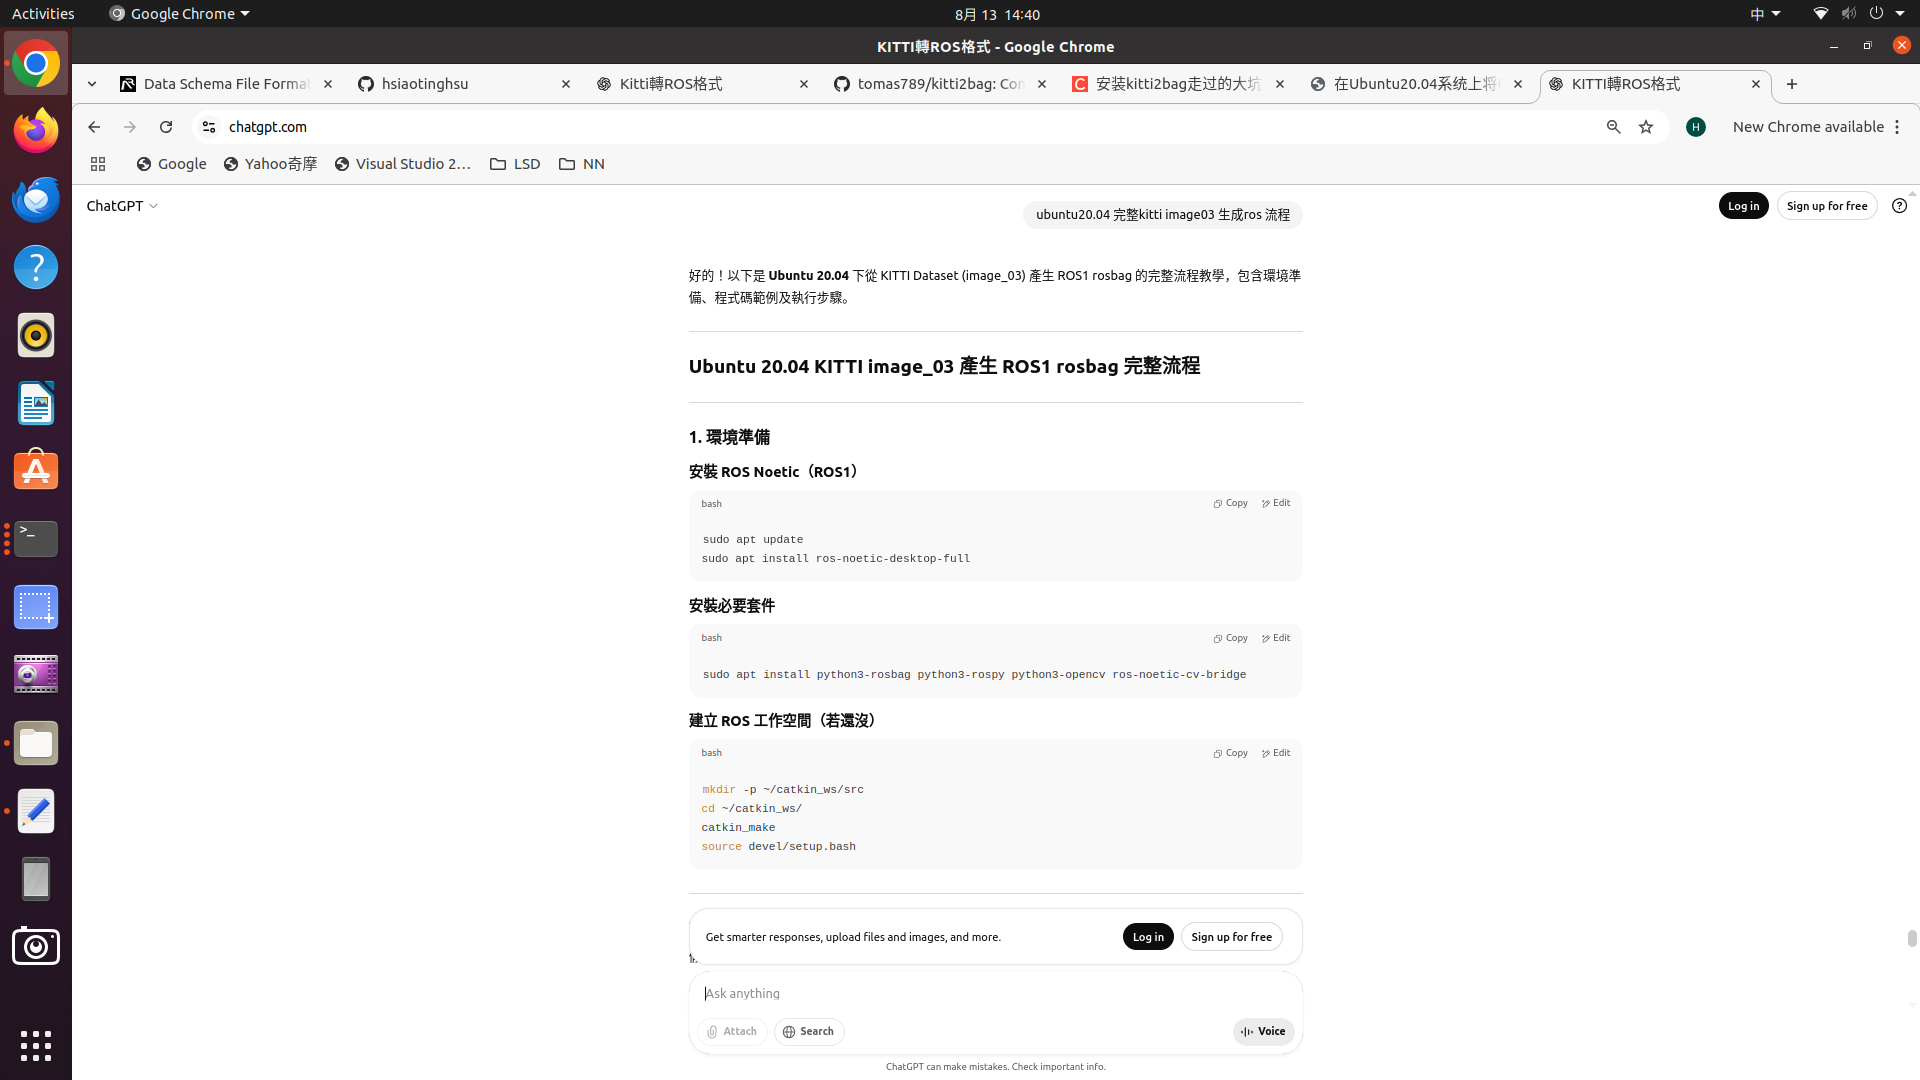 Activities
Google Chrome
8月 13 14:40
中
KITTI轉ROS格式 - Google Chrome
Data Schema File Format
hsiaotinghsu
Kitti轉ROS格式
tomas789/kitti2bag: Con
安装kitti2bag走过的大坑
在Ubuntu20.04系统上将
KITTI轉ROS格式
chatgpt.com
H
New Chrome available
Google
Yahoo奇摩
Visual Studio 2…
LSD
NN
ChatGPT
Log in
Sign up for free
ubuntu20.04 完整kitti image03 生成ros 流程
好的！以下是 Ubuntu 20.04 下從 KITTI Dataset (image_03) 產生 ROS1 rosbag 的完整流程教學，包含環境準
備、程式碼範例及執行步驟。
Ubuntu 20.04 KITTI image_03 產生 ROS1 rosbag 完整流程
1. 環境準備
安裝 ROS Noetic（ROS1）
bash
Copy
Edit
sudo apt update
sudo apt install ros-noetic-desktop-full
安裝必要套件
bash
Copy
Edit
sudo apt install python3-rosbag python3-rospy python3-opencv ros-noetic-cv-bridge
建立 ROS 工作空間（若還沒）
bash
Copy
Edit
mkdir -p ~/catkin_ws/src
cd ~/catkin_ws/
catkin_make
source devel/setup.bash
Get smarter responses, upload files and images, and more.
Log in
Sign up for free
Ask anything
Attach
Search
Voice
ChatGPT can make mistakes. Check important info.